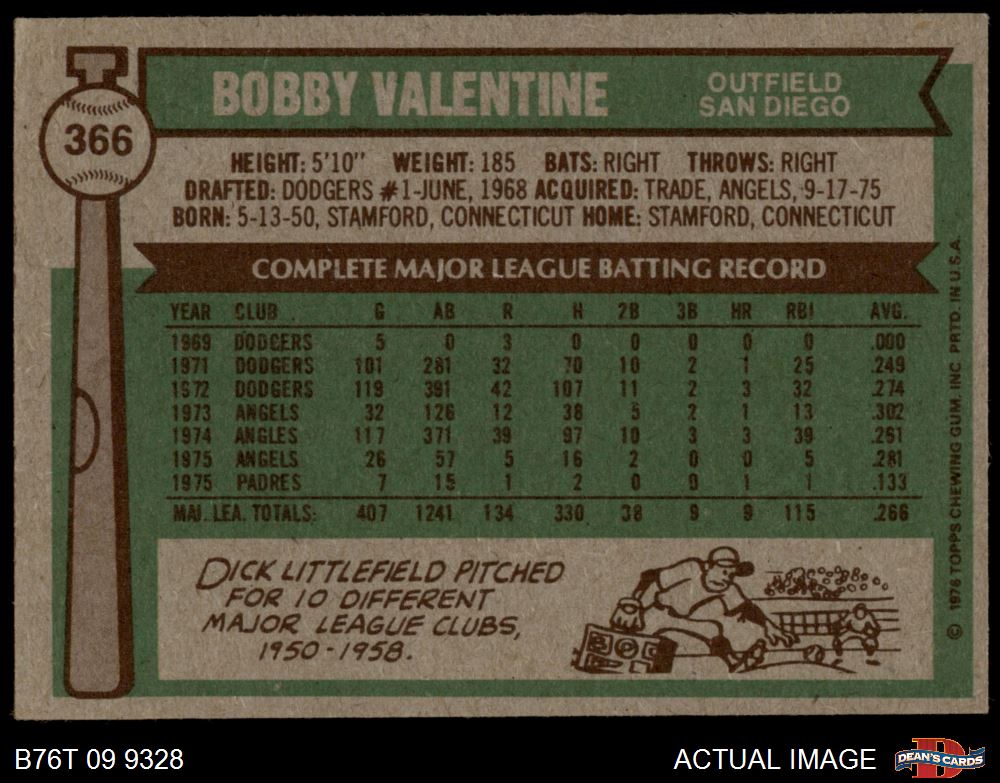 BOBBY VALENTINE
OUTFIELD
SAN DIEGO
366
HEIGHT: 5'10" WEIGHT: 185 BATS: RIGHT THROWS: RIGHT
DRAFTED: DODGERS #1-JUNE, 1968 ACQUIRED: TRADE, ANGELS, 9-17-75
BORN: 5-13-50, STAMFORD, CONNECTICUT HOME: STAMFORD, CONNECTICUT
COMPLETE MAJOR LEAGUE BATTING RECORD
YEAR CLUB G AB R H 2B 3B HR RBI AVG.
1969 DODGERS 5 0 3 0 0 0 0 0 .000
1971 DODGERS 101 281 32 70 10 2 1 25 .249
1972 DODGERS 119 391 42 107 11 2 3 32 .274
1973 ANGELS 32 126 12 38 5 2 1 13 .302
1974 ANGLES 117 371 39 97 10 3 3 39 .261
1975 ANGELS 26 57 5 16 2 0 0 5 .281
1975 PADRES 7 15 1 2 0 0 1 1 .133
MAJ. LEA. TOTALS: 407 1241 134 330 38 9 9 115 .266
DICK LITTLEFIELD PITCHED
FOR 10 DIFFERENT
MAJOR LEAGUE CLUBS,
1950-1958.
© 1976 TOPPS CHEWING GUM. INC PRTD. IN U.S.A.
B76T 09 9328
ACTUAL IMAGE
D
DEAN'S CARDS